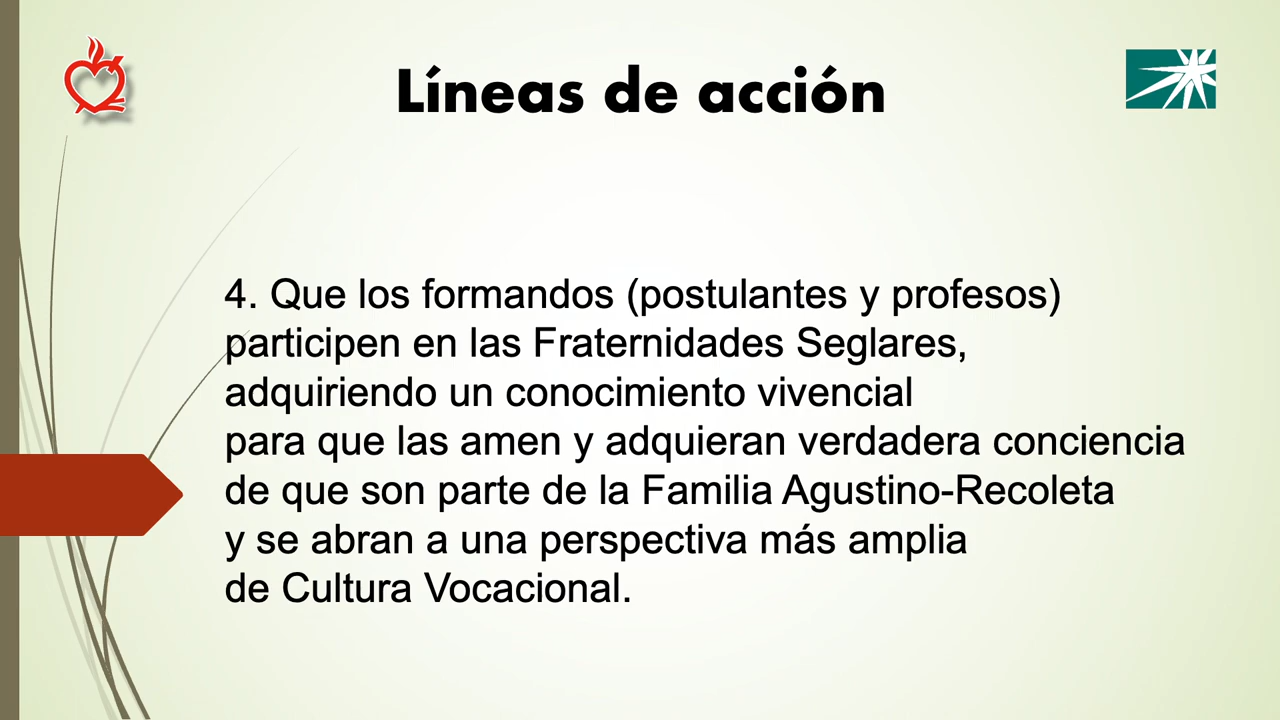 Líneas de acción
4. Que los formandos (postulantes y profesos)
participen en las Fraternidades Seglares,
adquiriendo un conocimiento vivencial
para que las amen y adquieran verdadera conciencia
de que son parte de la Familia Agustino-Recoleta
y se abran a una perspectiva más amplia
de Cultura Vocacional.